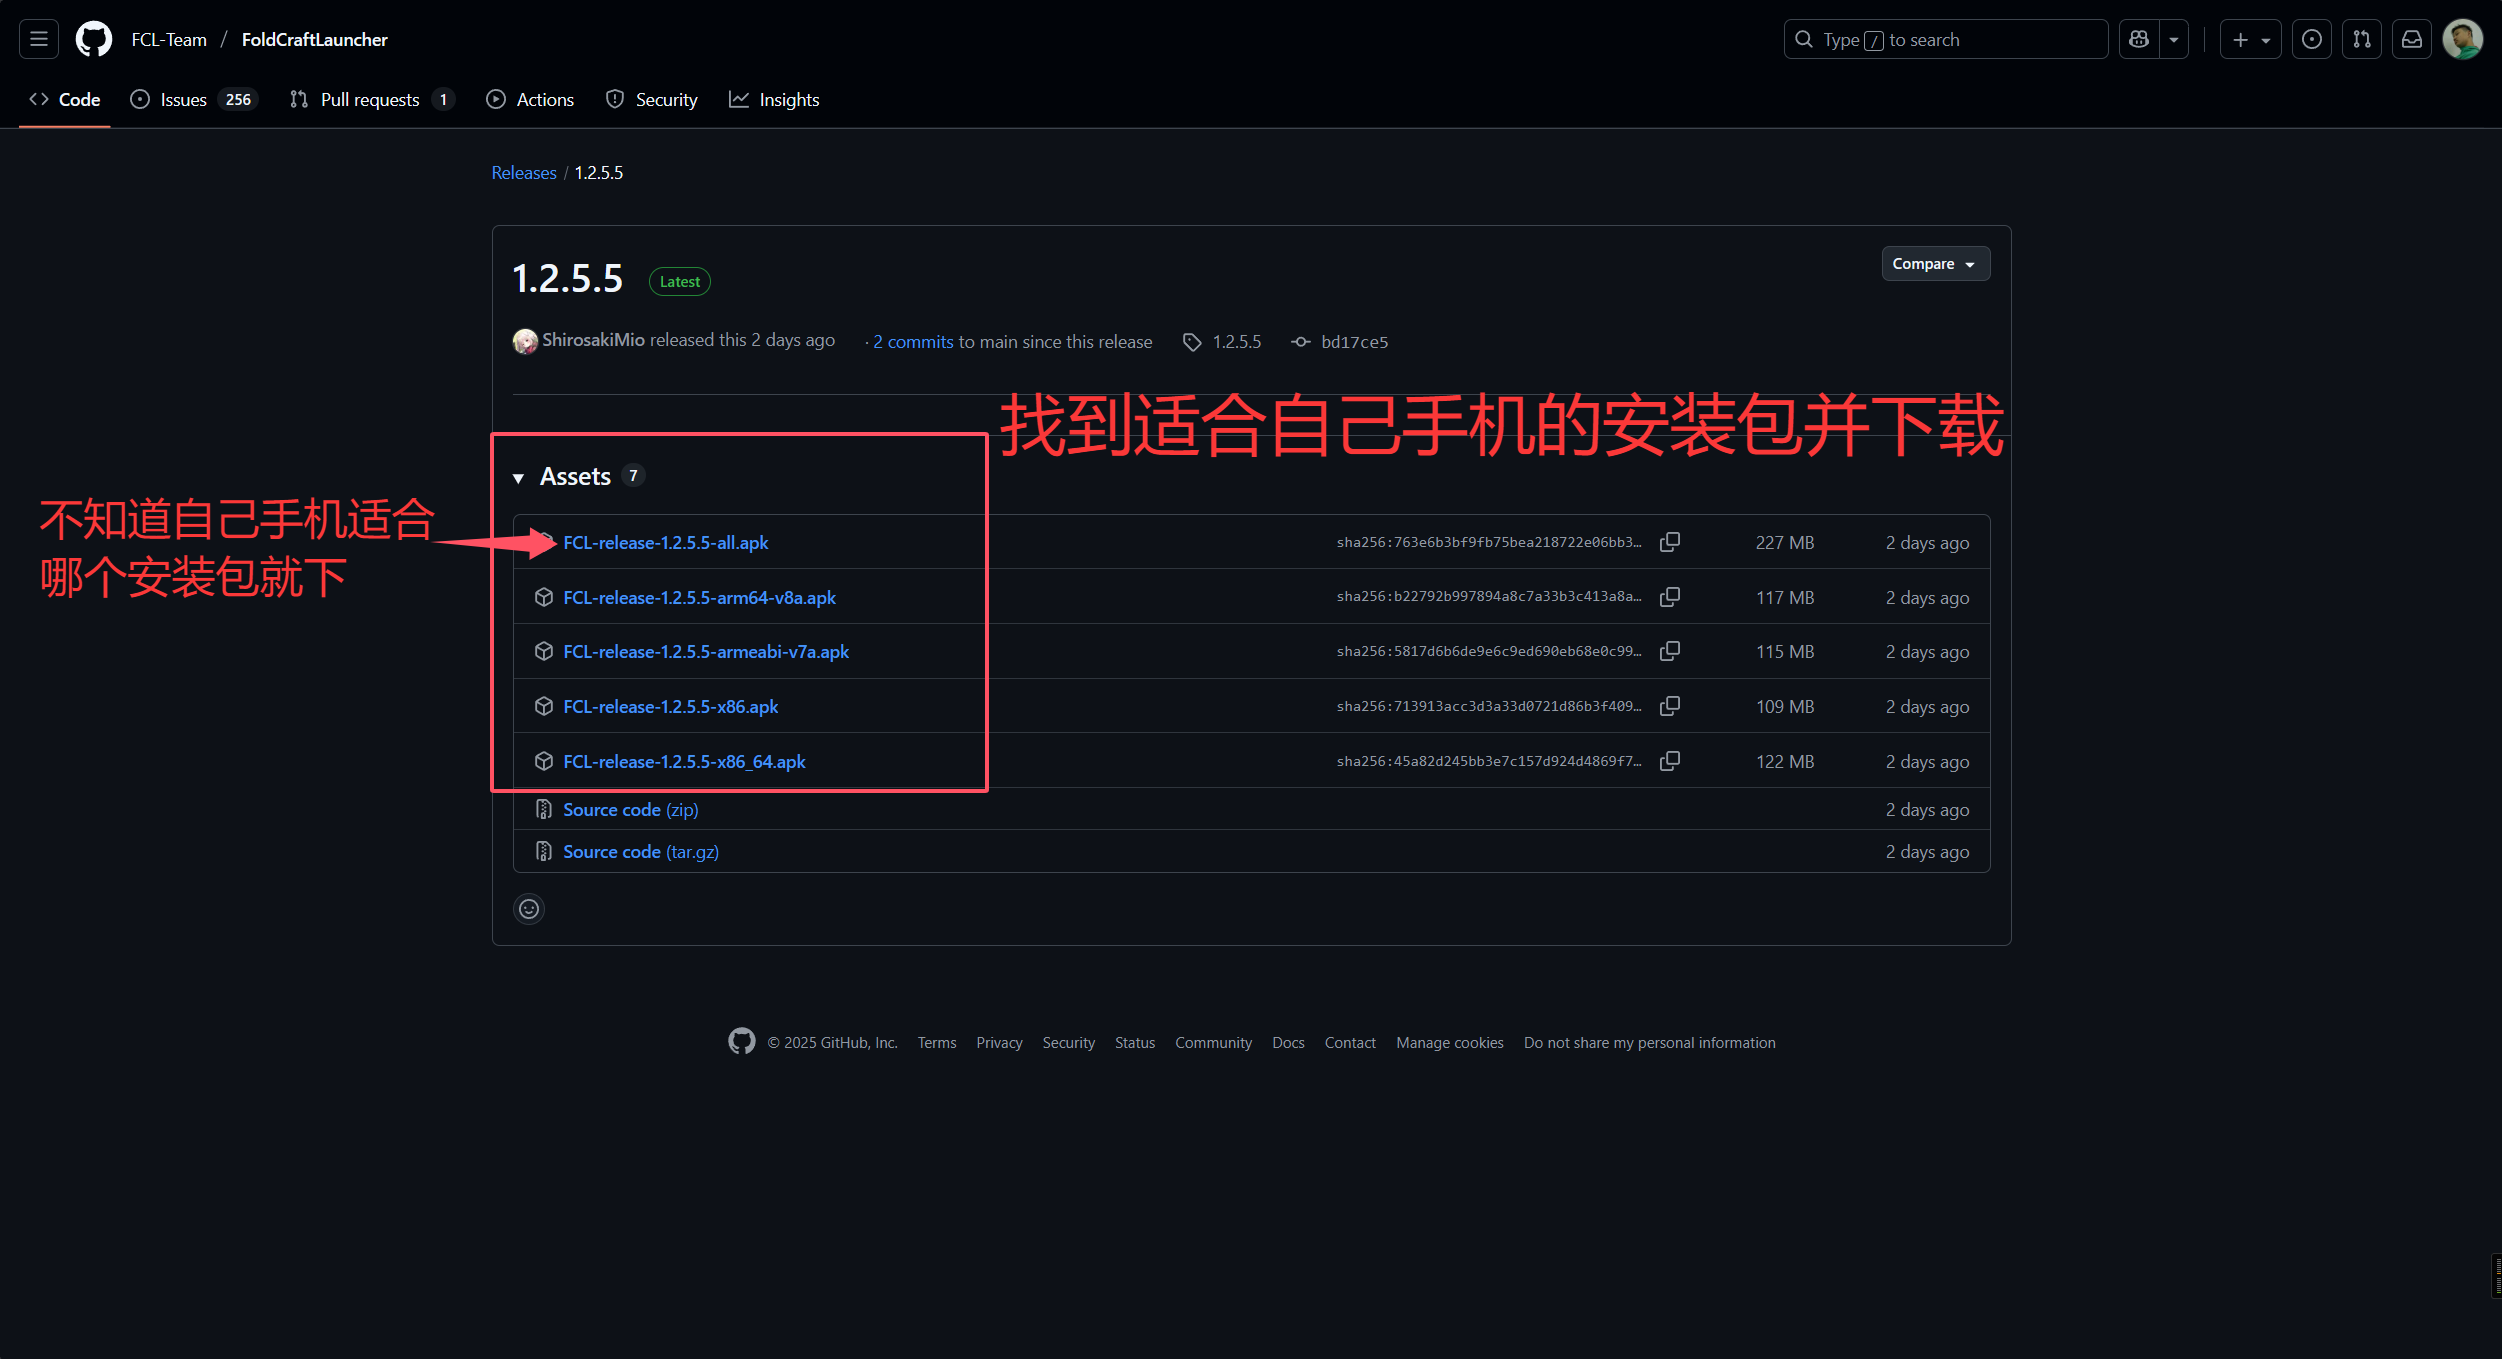 FCL-Team / FoldCraftLauncher
Type / to search
Code
Issues 256
Pull requests 1
Actions
Security
Insights
Releases / 1.2.5.5
1.2.5.5 Latest
Compare
ShirosakiMio released this 2 days ago · 2 commits to main since this release 1.2.5.5 bd17ce5
找到适合自己手机的安装包并下载
Assets 7
不知道自己手机适合
哪个安装包就下
FCL-release-1.2.5.5-all.apk sha256:763e6b3bf9fb75bea218722e06bb3… 227 MB 2 days ago
FCL-release-1.2.5.5-arm64-v8a.apk sha256:b22792b997894a8c7a33b3c413a8a… 117 MB 2 days ago
FCL-release-1.2.5.5-armeabi-v7a.apk sha256:5817d6b6de9e6c9ed690eb68e0c99… 115 MB 2 days ago
FCL-release-1.2.5.5-x86.apk sha256:713913acc3d3a33d0721d86b3f409… 109 MB 2 days ago
FCL-release-1.2.5.5-x86_64.apk sha256:45a82d245bb3e7c157d924d4869f7… 122 MB 2 days ago
Source code (zip) 2 days ago
Source code (tar.gz) 2 days ago
© 2025 GitHub, Inc. Terms Privacy Security Status Community Docs Contact Manage cookies Do not share my personal information